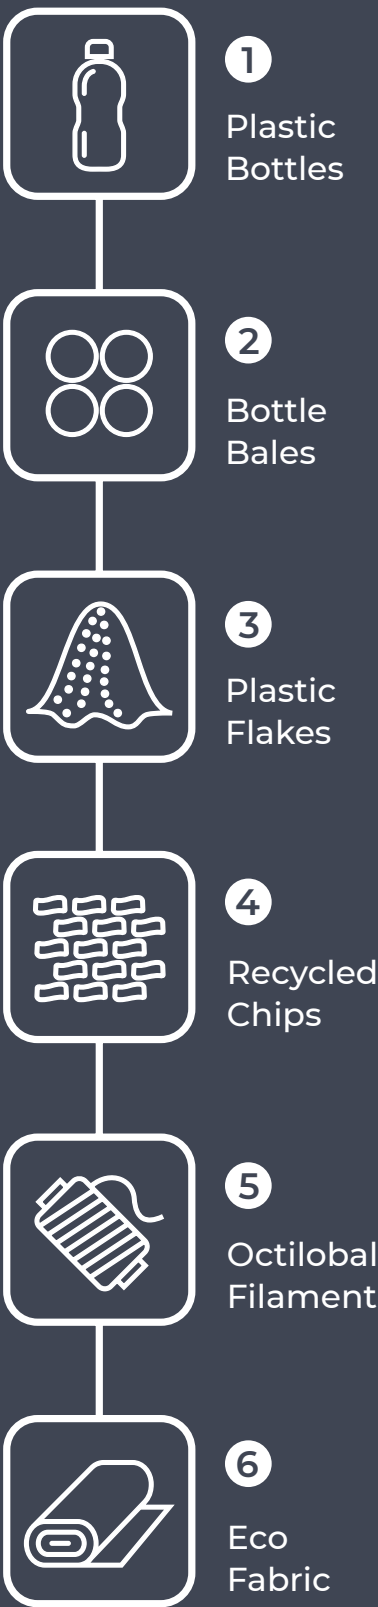 1
Plastic
Bottles
2
Bottle
Bales
3
Plastic
Flakes
4
Recycled
Chips
5
Octilobal
Filament
6
Eco
Fabric